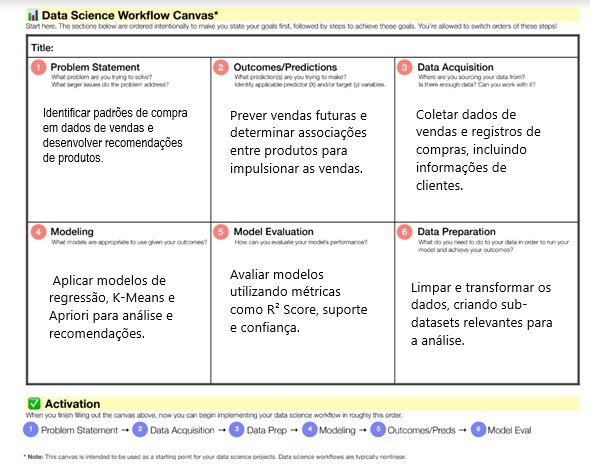 📊 Data Science Workflow Canvas*
Start here. The sections below are ordered intentionally to make you state your goals first, followed by steps to achieve those goals. You're allowed to switch orders of these steps!
Title:
1 Problem Statement
What problem are you trying to solve?
What larger issues do the problem address?
Identificar padrões de compra
em dados de vendas e
desenvolver recomendações
de produtos.
2 Outcomes/Predictions
What prediction(s) are you trying to make?
Identify applicable predictor (X) and/or target (y) variables.
Prever vendas futuras e
determinar associações
entre produtos para
impulsionar as vendas.
3 Data Acquisition
Where are you sourcing your data from?
Is there enough data? Can you work with it?
Coletar dados de
vendas e registros de
compras, incluindo
informações de
clientes.
4 Modeling
What models are appropriate to use given your outcomes?
Aplicar modelos de
regressão, K-Means e
Apriori para análise e
recomendações.
5 Model Evaluation
How can you evaluate your model's performance?
Avaliar modelos
utilizando métricas
como R² Score, suporte
e confiança.
6 Data Preparation
What do you need to do to your data in order to run your
model and achieve your outcomes?
Limpar e transformar os
dados, criando sub-
datasets relevantes para
a análise.
✅ Activation
When you finish filling out the canvas above, now you can begin implementing your data science workflow in roughly this order.
1 Problem Statement → 2 Data Acquisition → 3 Data Prep → 4 Modeling → 5 Outcomes/Preds → 6 Model Eval
* Note: This canvas is intended to be used as a starting point for your data science projects. Data science workflows are typically nonlinear.